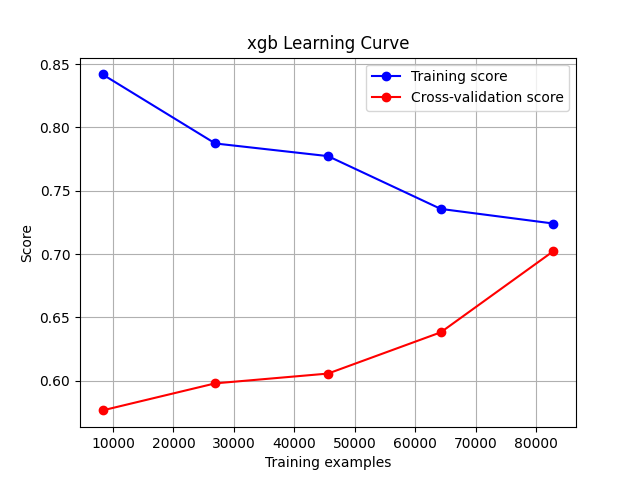 xgb Learning Curve
0.85
0.80
0.75
0.70
0.65
0.60
Score
Training score
Cross-validation score
10000 20000 30000 40000 50000 60000 70000 80000
Training examples